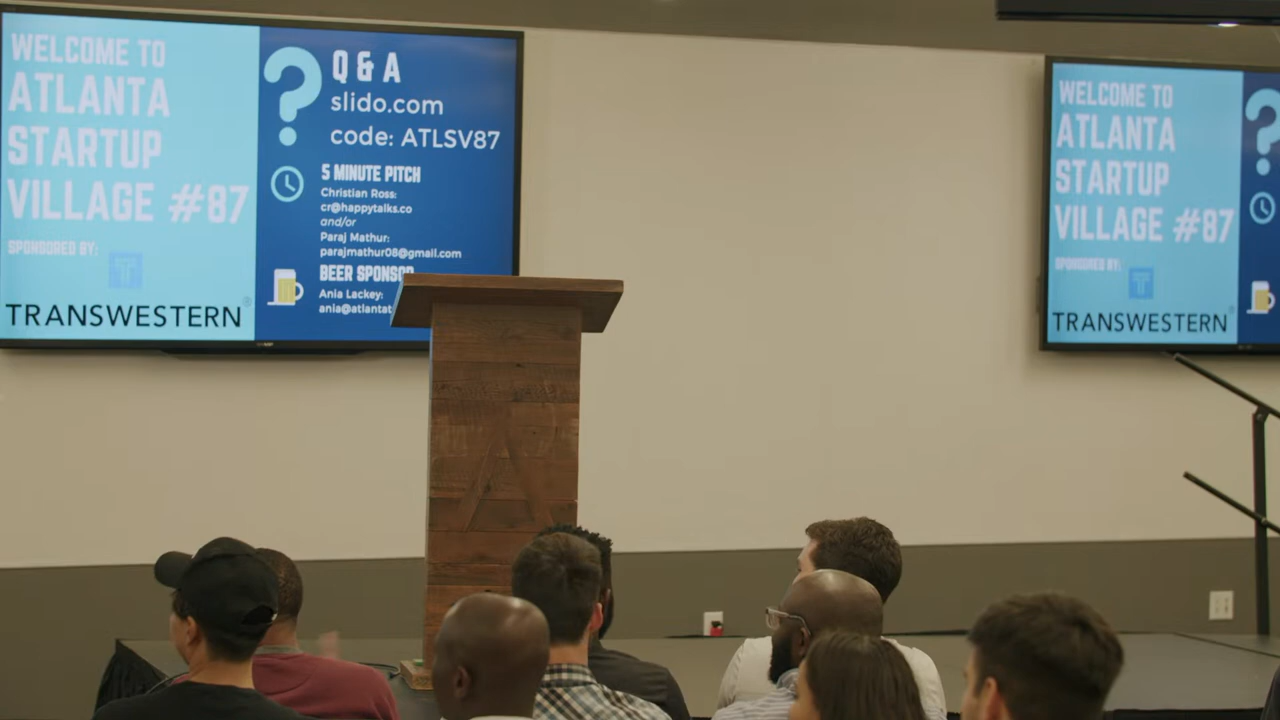 WELCOME TO
ATLANTA
STARTUP
VILLAGE #87
SPONSORED BY:
T
TRANSWESTERN®
?
Q & A
slido.com
code: ATLSV87
5 MINUTE PITCH
Christian Ross:
cr@happytalks.co
and/or
Paraj Mathur:
parajmathur08@gmail.com
BEER SPONSOR
Ania Lackey:
ania@atlantat
A
WELCOME TO
ATLANTA
STARTUP
VILLAGE #87
SPONSORED BY:
T
TRANSWESTERN®
?